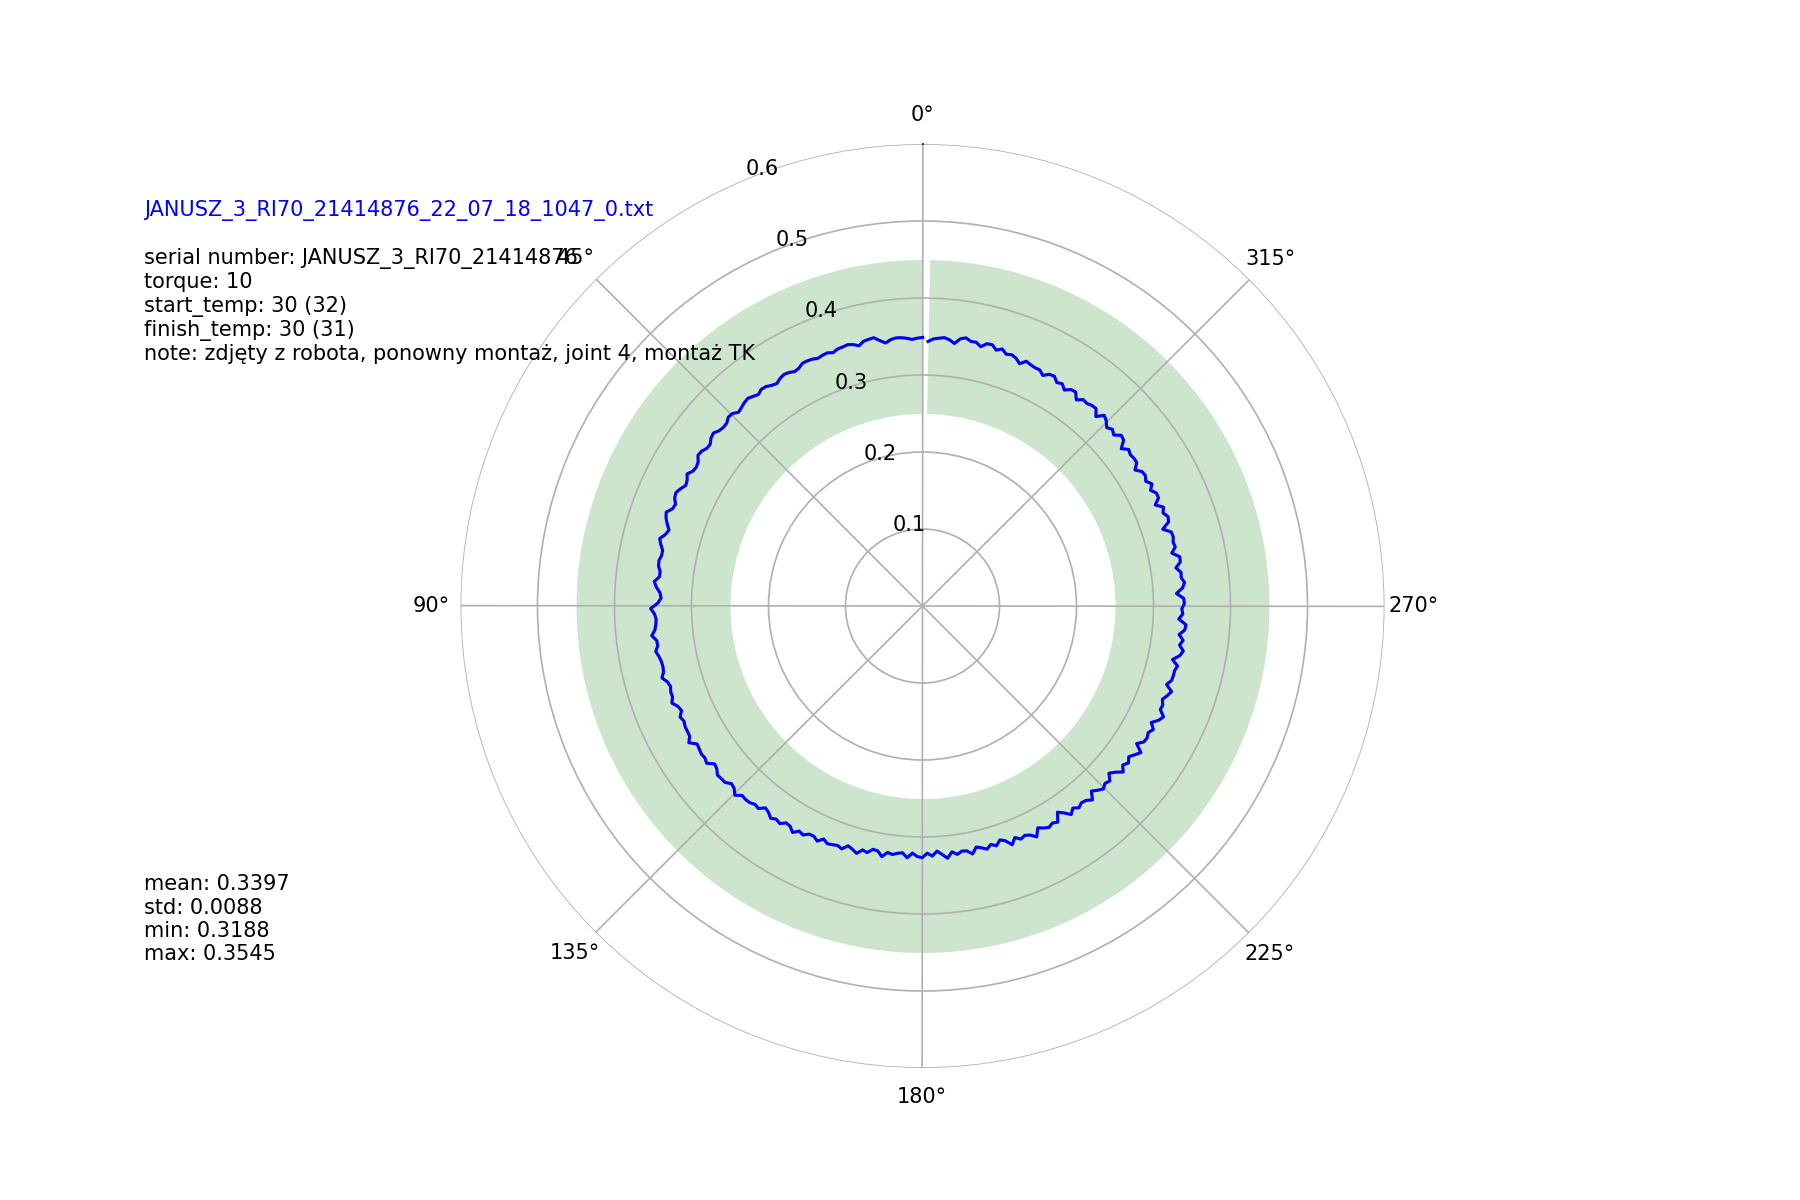 0°
0.6
JANUSZ_3_RI70_21414876_22_07_18_1047_0.txt
0.5
serial number: JANUSZ_3_RI70_21414876
45°
315°
torque: 10
start_temp: 30 (32)
0.4
finish_temp: 30 (31)
note: zdjęty z robota, ponowny montaż, joint 4, montaż TK
0.3
0.2
0.1
90°
270°
mean: 0.3397
std: 0.0088
min: 0.3188
max: 0.3545
135°
225°
180°